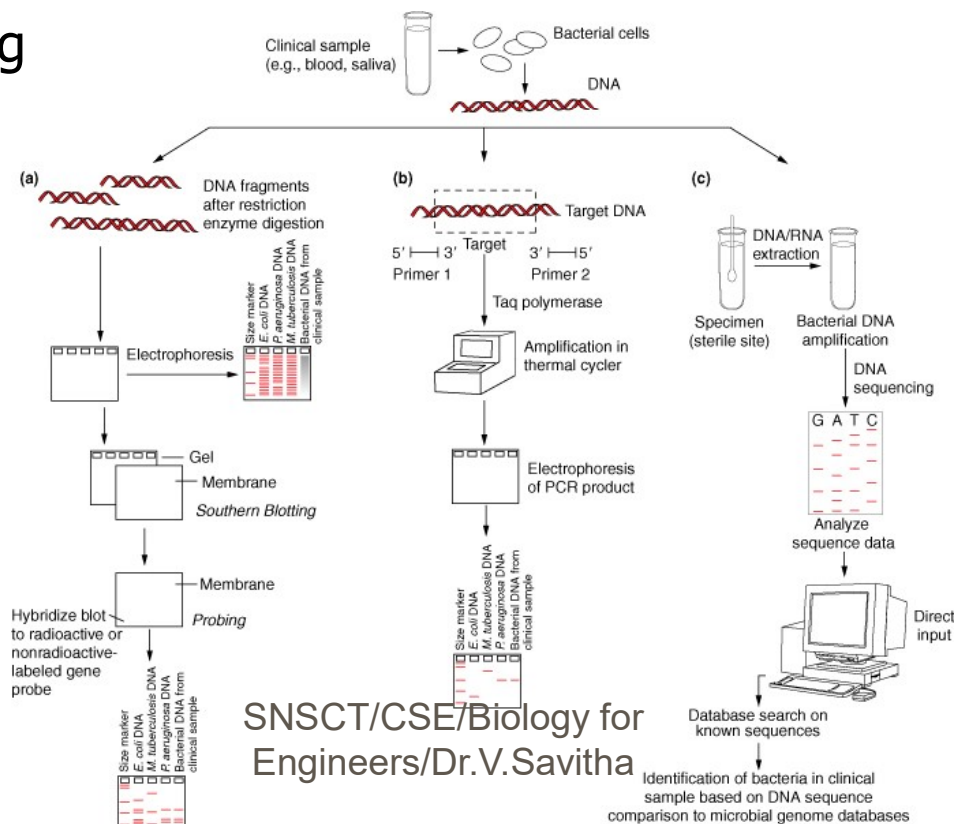 g
Clinical sample
(e.g., blood, saliva)
Bacterial cells
DNA
(a)
DNA fragments
after restriction
enzyme digestion
Electrophoresis
Size marker
E. coli DNA
P. aeruginosa DNA
M. tuberculosis DNA
Bacterial DNA from
clinical sample
Gel
Membrane
Southern Blotting
Membrane
Probing
Hybridize blot
to radioactive or
nonradioactive-
labeled gene
probe
Size marker
E. coli DNA
M. tuberculosis DNA
P. aeruginosa DNA
Bacterial DNA from
clinical sample
(b)
Target DNA
Target
5′ 3′
3′ 5′
Primer 1
Primer 2
Taq polymerase
Amplification in
thermal cycler
Electrophoresis
of PCR product
Size marker
E. coli DNA
M. tuberculosis DNA
P. aeruginosa DNA
Bacterial DNA from
clinical sample
(c)
DNA/RNA
extraction
Specimen
(sterile site)
Bacterial DNA
amplification
DNA
sequencing
G A T C
Analyze
sequence data
Direct
input
Database search on
known sequences
Identification of bacteria in clinical
sample based on DNA sequence
comparison to microbial genome databases
SNSCT/CSE/Biology for
Engineers/Dr.V.Savitha